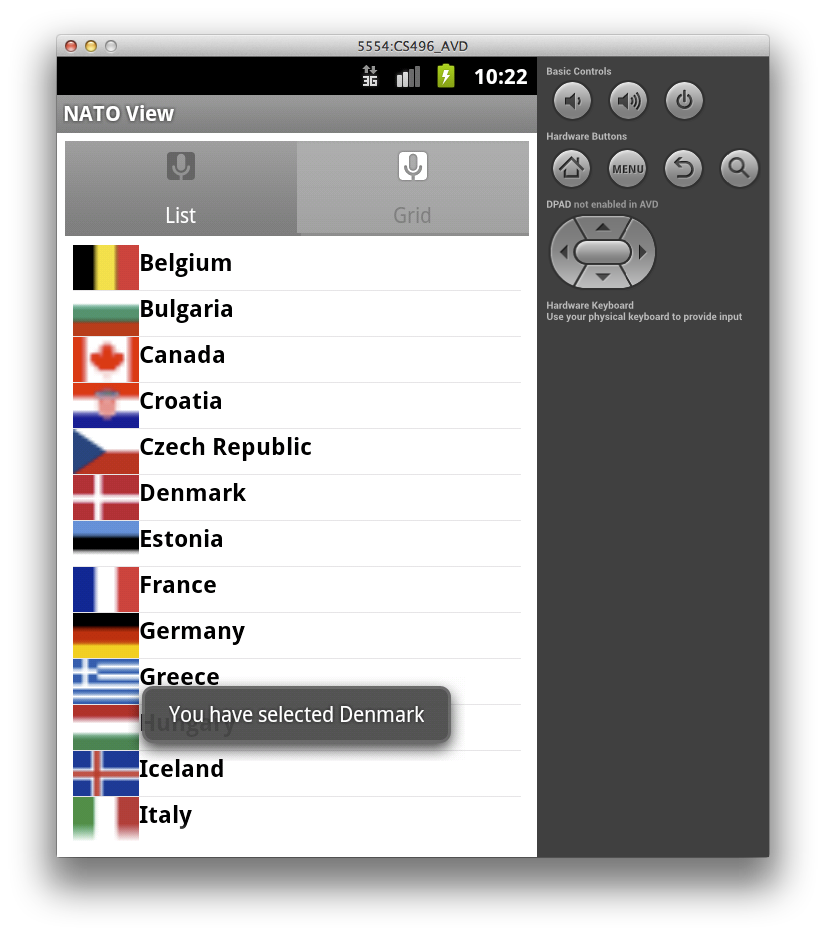 5554:CS496_AVD
3G
10:22
NATO View
List
Grid
Belgium
Bulgaria
Canada
Croatia
Czech Republic
Denmark
Estonia
France
Germany
Greece
You have selected Denmark
Hungary
Iceland
Italy
Basic Controls
Hardware Buttons
MENU
DPAD not enabled in AVD
Hardware Keyboard
Use your physical keyboard to provide input